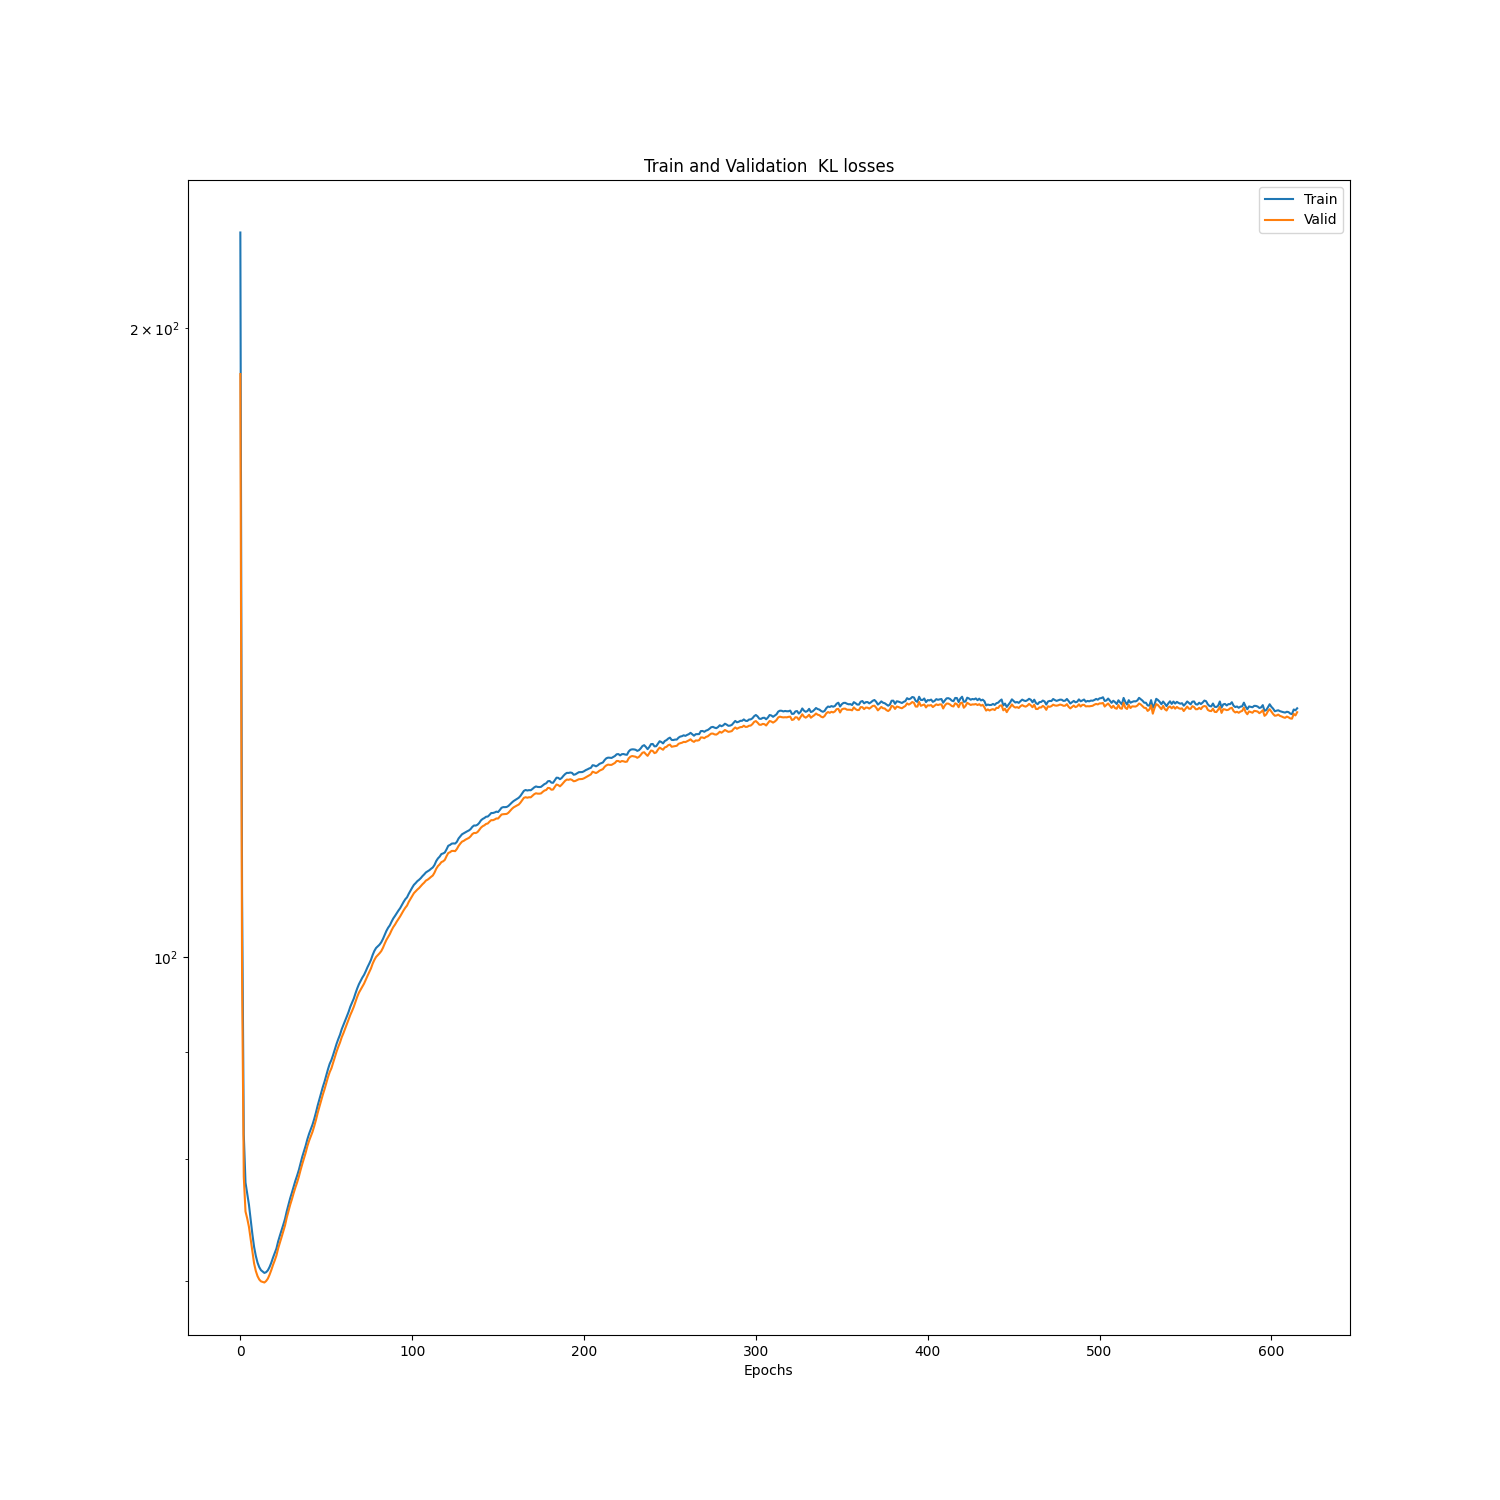 Train and Validation  KL losses
Train
Valid
2 × 10²
10²
0 100 200 300 400 500 600
Epochs